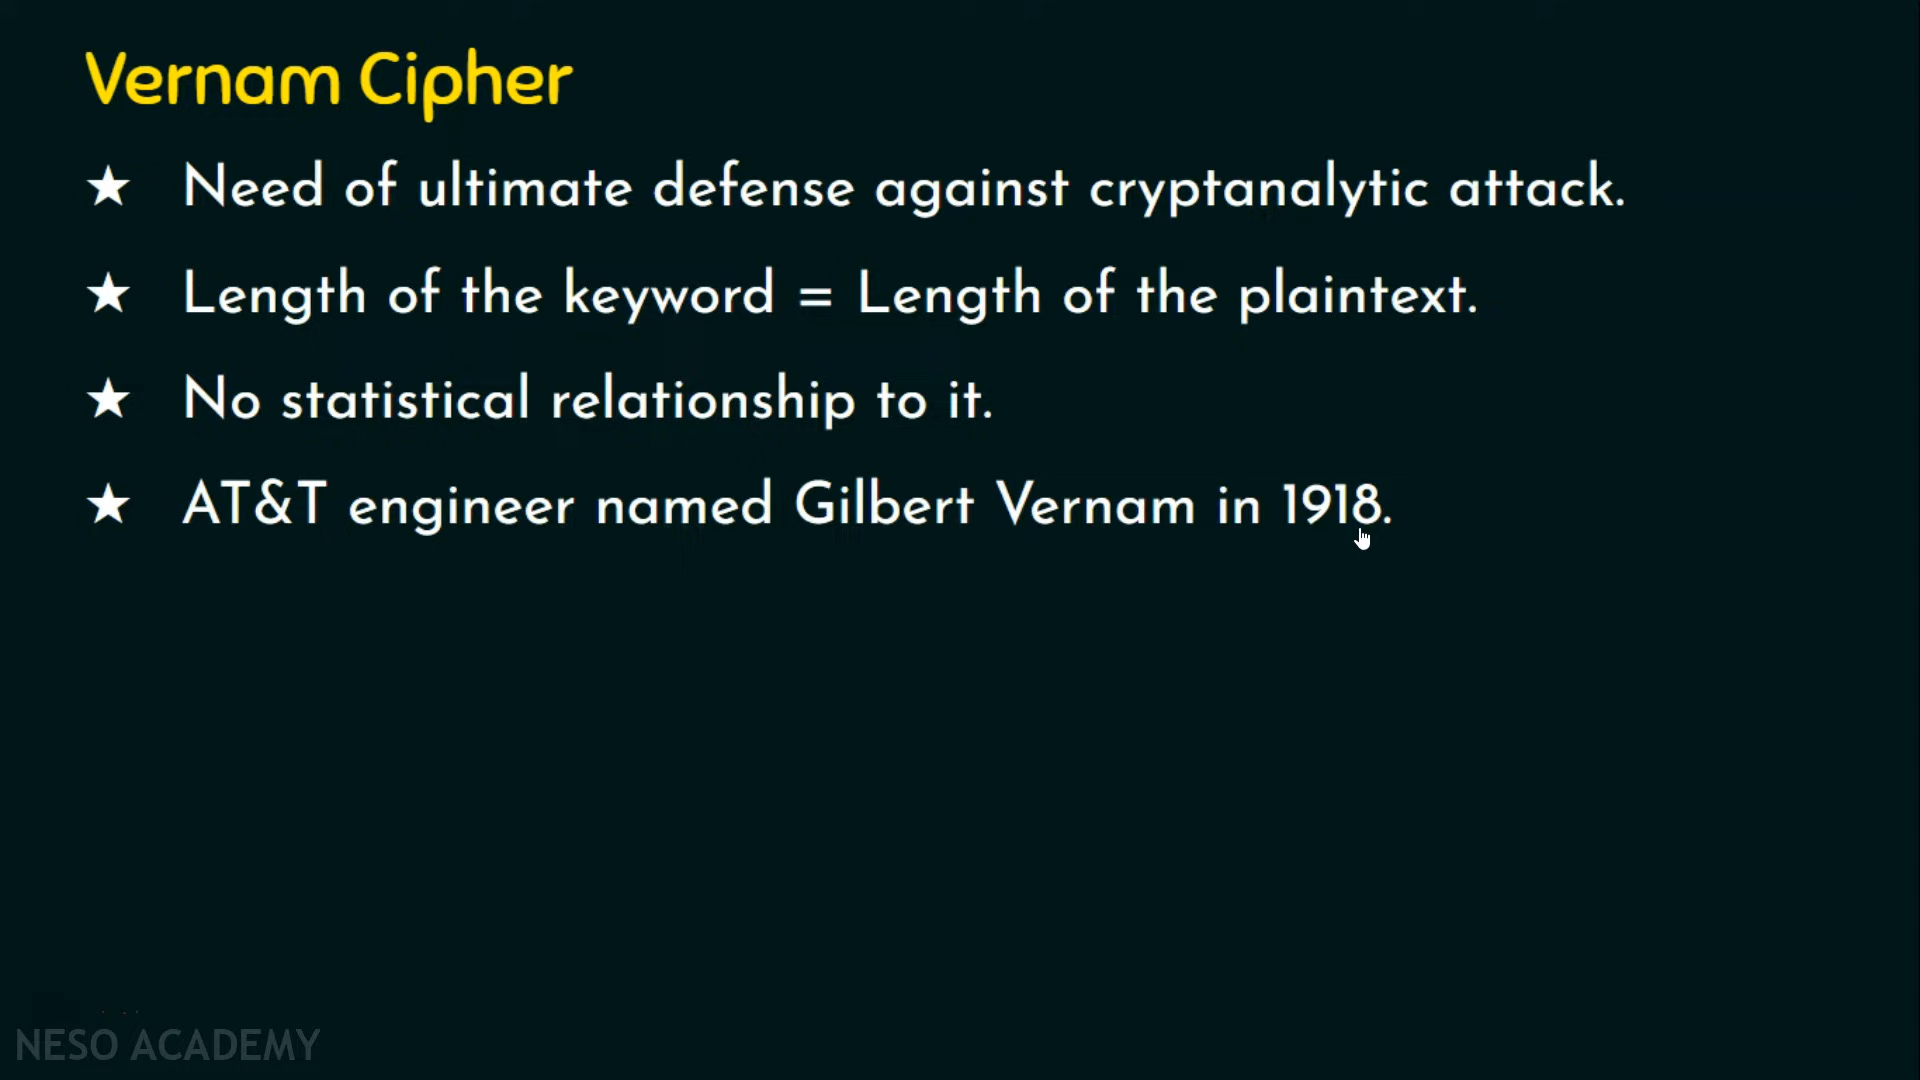 Vernam Cipher
★ Need of ultimate defense against cryptanalytic attack.
★ Length of the keyword = Length of the plaintext.
★ No statistical relationship to it.
★ AT&T engineer named Gilbert Vernam in 1918.
NESO ACADEMY